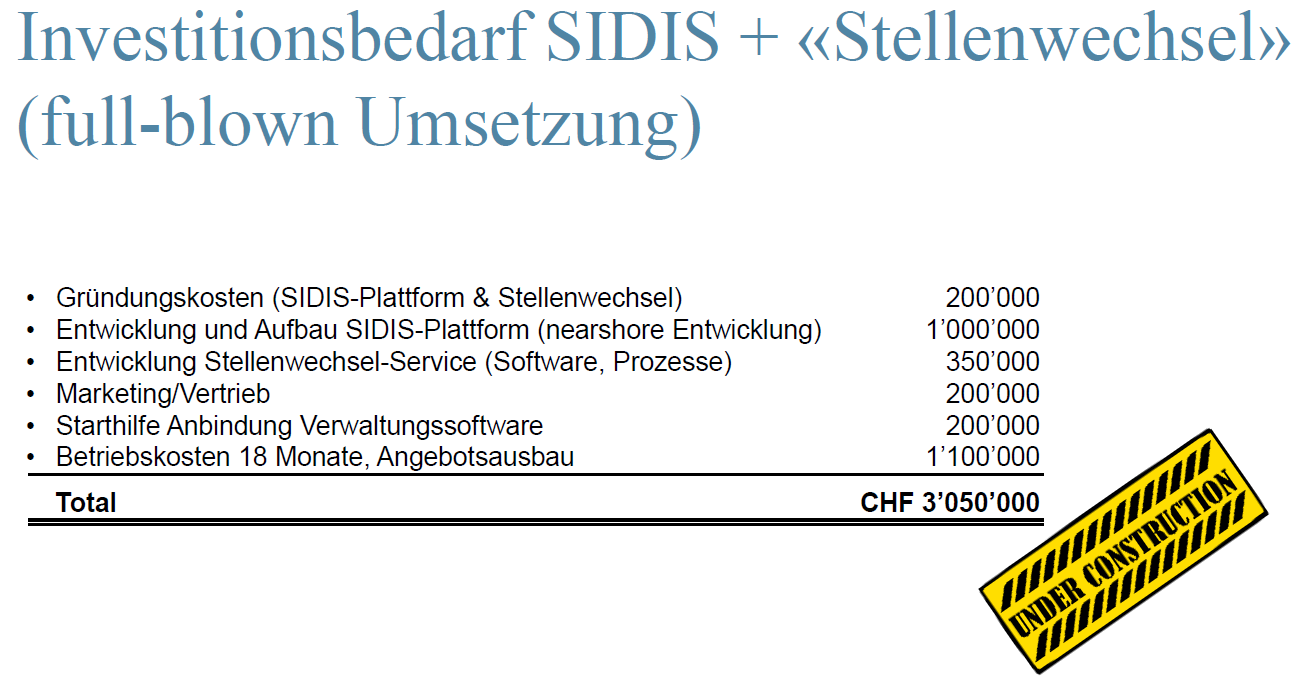 Investitionsbedarf SIDIS + «Stellenwechsel»
(full-blown Umsetzung)
• Gründungskosten (SIDIS-Plattform & Stellenwechsel) 200’000
• Entwicklung und Aufbau SIDIS-Plattform (nearshore Entwicklung) 1’000’000
• Entwicklung Stellenwechsel-Service (Software, Prozesse) 350’000
• Marketing/Vertrieb 200’000
• Starthilfe Anbindung Verwaltungssoftware 200’000
• Betriebskosten 18 Monate, Angebotsausbau 1’100’000
Total CHF 3’050’000
UNDER CONSTRUCTION